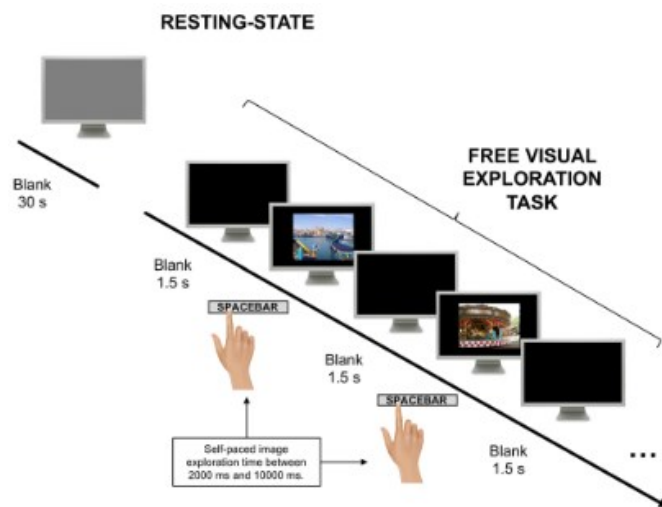 RESTING-STATE
FREE VISUAL
EXPLORATION
TASK
Blank
30 s
Blank
1.5 s
SPACEBAR
Blank
1.5 s
SPACEBAR
Self-paced image
exploration time between
2000 ms and 10000 ms.
Blank
1.5 s
...